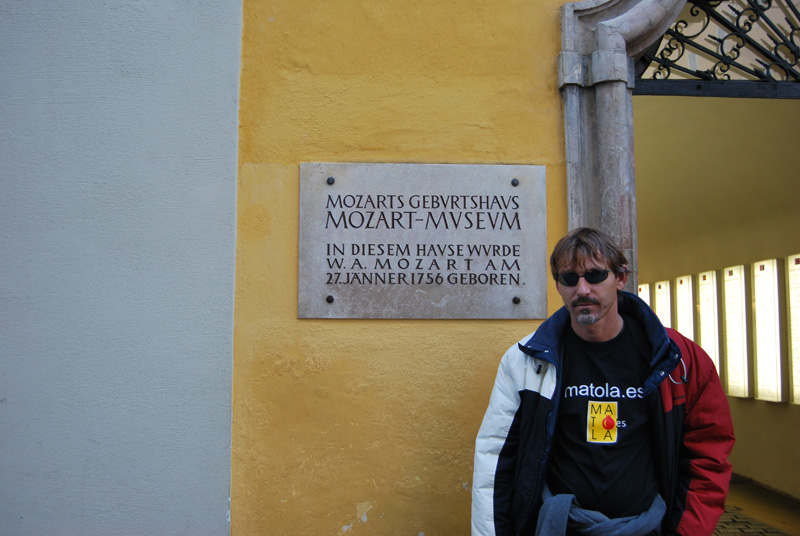 MOZARTS GEBVRTSHAVS
MOZART-MVSEVM
IN DIESEM HAVSE WVRDE
W. A. MOZART AM
27. JÄNNER 1756 GEBOREN.
matola.es
MA
TO es
LA